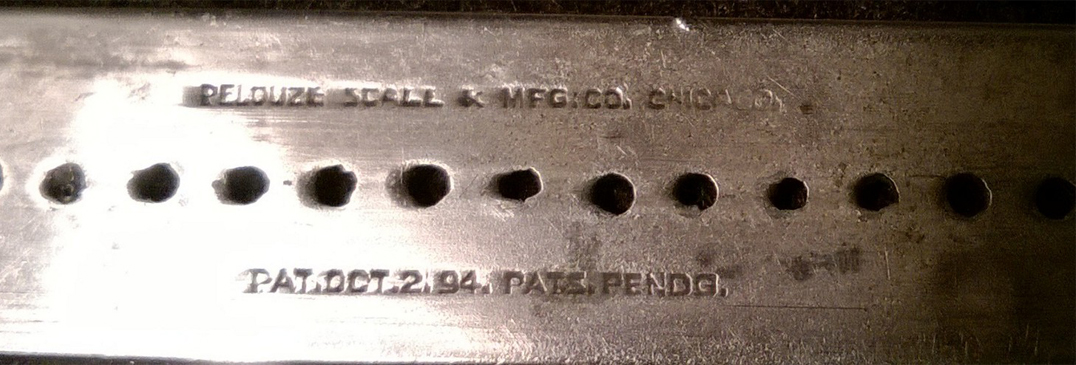 PELOUZE SCALE & MFG.CO. CHICAGO,
PAT.OCT.2.94. PATS.PENDG.